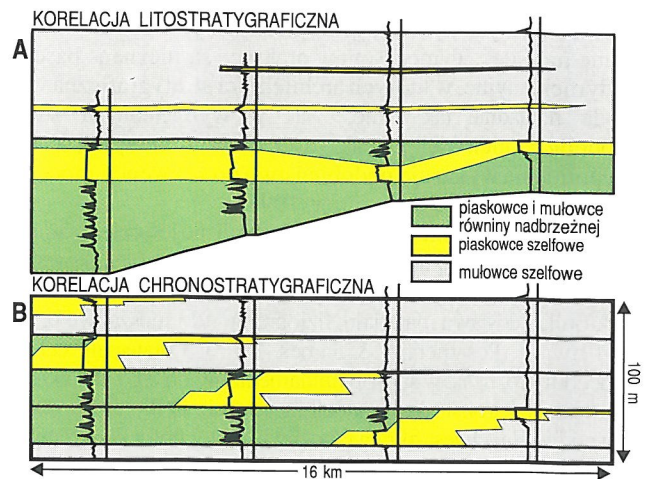 KORELACJA LITOSTRATYGRAFICZNA
A
piaskowce i mułowce
równiny nadbrzeżnej
piaskowce szelfowe
mułowce szelfowe
KORELACJA CHRONOSTRATYGRAFICZNA
B
100 m
16 km